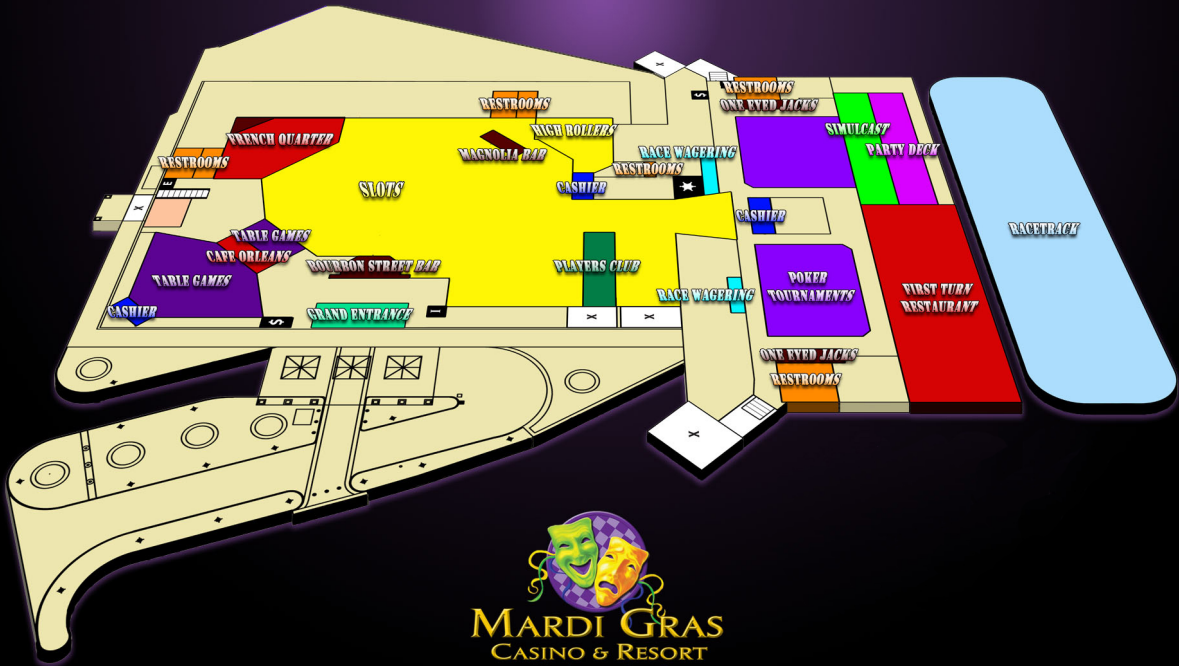 RESTROOMS
ONE EYED JACKS
RESTROOMS
HIGH ROLLERS
SIMULCAST
FRENCH QUARTER
PARTY DECK
MAGNOLIA BAR
RACE WAGERING
RESTROOMS
RESTROOMS
E
SLOTS
CASHIER
CASHIER
TABLE GAMES
RACETRACK
CAFE ORLEANS
BOURBON STREET BAR
PLAYERS CLUB
TABLE GAMES
POKER
TOURNAMENTS
RACE WAGERING
FIRST TURN
RESTAURANT
CASHIER
GRAND ENTRANCE
ONE EYED JACKS
RESTROOMS
MARDI GRAS
CASINO & RESORT